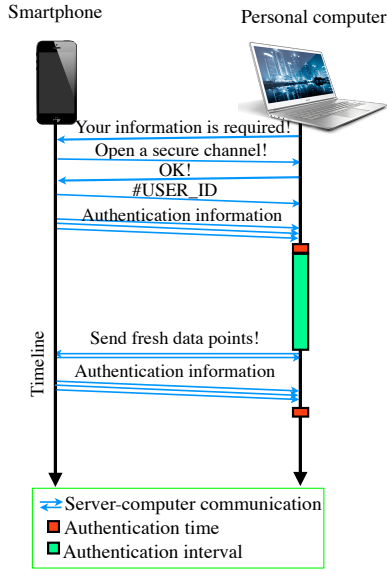 Smartphone
Personal computer
Your information is required!
Open a secure channel!
OK!
#USER_ID
Authentication information
Send fresh data points!
Authentication information
Timeline
Server-computer communication
Authentication time
Authentication interval